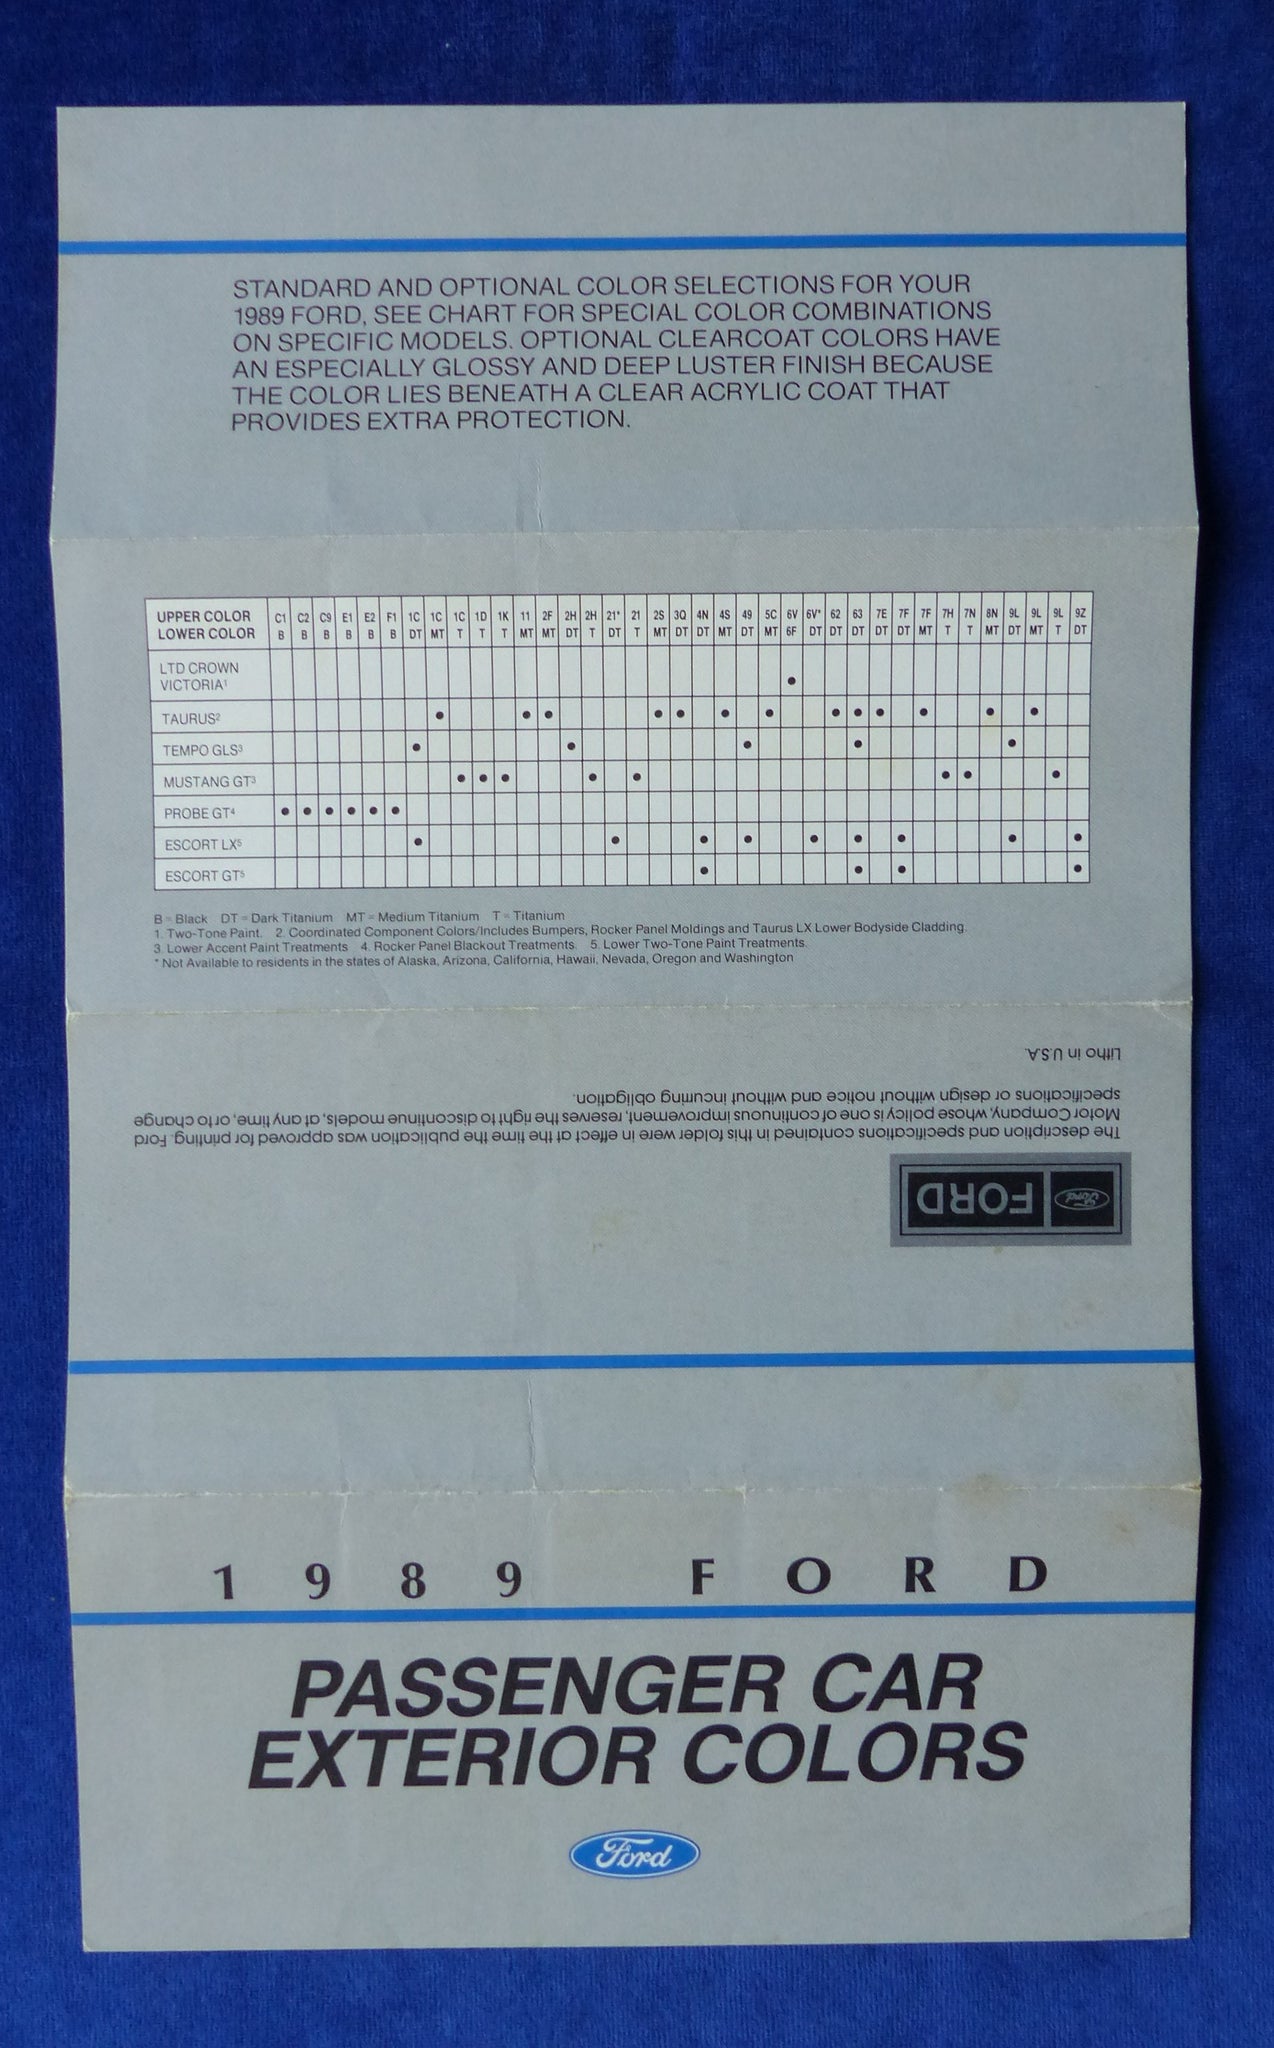 STANDARD AND OPTIONAL COLOR SELECTIONS FOR YOUR
1989 FORD, SEE CHART FOR SPECIAL COLOR COMBINATIONS
ON SPECIFIC MODELS. OPTIONAL CLEARCOAT COLORS HAVE
AN ESPECIALLY GLOSSY AND DEEP LUSTER FINISH BECAUSE
THE COLOR LIES BENEATH A CLEAR ACRYLIC COAT THAT
PROVIDES EXTRA PROTECTION.
UPPER COLOR C1 C2 C9 E1 E2 F1 1C 1C 1C 1D 1K 11 2F 2H 2H 21* 21 2S 3Q 4N 4S 49 5C 6V 6V* 62 63 7E 7F 7F 7H 7N 8N 9L 9L 9L 9Z
LOWER COLOR B B B B B B DT MT T T T MT MT DT T DT T MT DT DT MT DT MT 6F DT DT DT DT DT MT T T MT DT MT T DT
LTD CROWN
VICTORIA¹ •
TAURUS² • • • • • • • • • • • • •
TEMPO GLS³ • • • • •
MUSTANG GT³ • • • • • • • •
PROBE GT⁴ • • • • • •
ESCORT LX⁵ • • • • • • • • •
ESCORT GT⁵ • • • •
B = Black DT = Dark Titanium MT = Medium Titanium T = Titanium
1. Two-Tone Paint. 2. Coordinated Component Colors/Includes Bumpers, Rocker Panel Moldings and Taurus LX Lower Bodyside Cladding.
3. Lower Accent Paint Treatments 4. Rocker Panel Blackout Treatments. 5. Lower Two-Tone Paint Treatments.
* Not Available to residents in the states of Alaska, Arizona, California, Hawaii, Nevada, Oregon and Washington
Ford FORD
The description and specifications contained in this folder were in effect at the time the publication was approved for printing. Ford
Motor Company, whose policy is one of continuous improvement, reserves the right to discontinue models, at any time, or to change
specifications or design without notice and without incurring obligation.
Litho in U.S.A.
1989 FORD
PASSENGER CAR
EXTERIOR COLORS
Ford